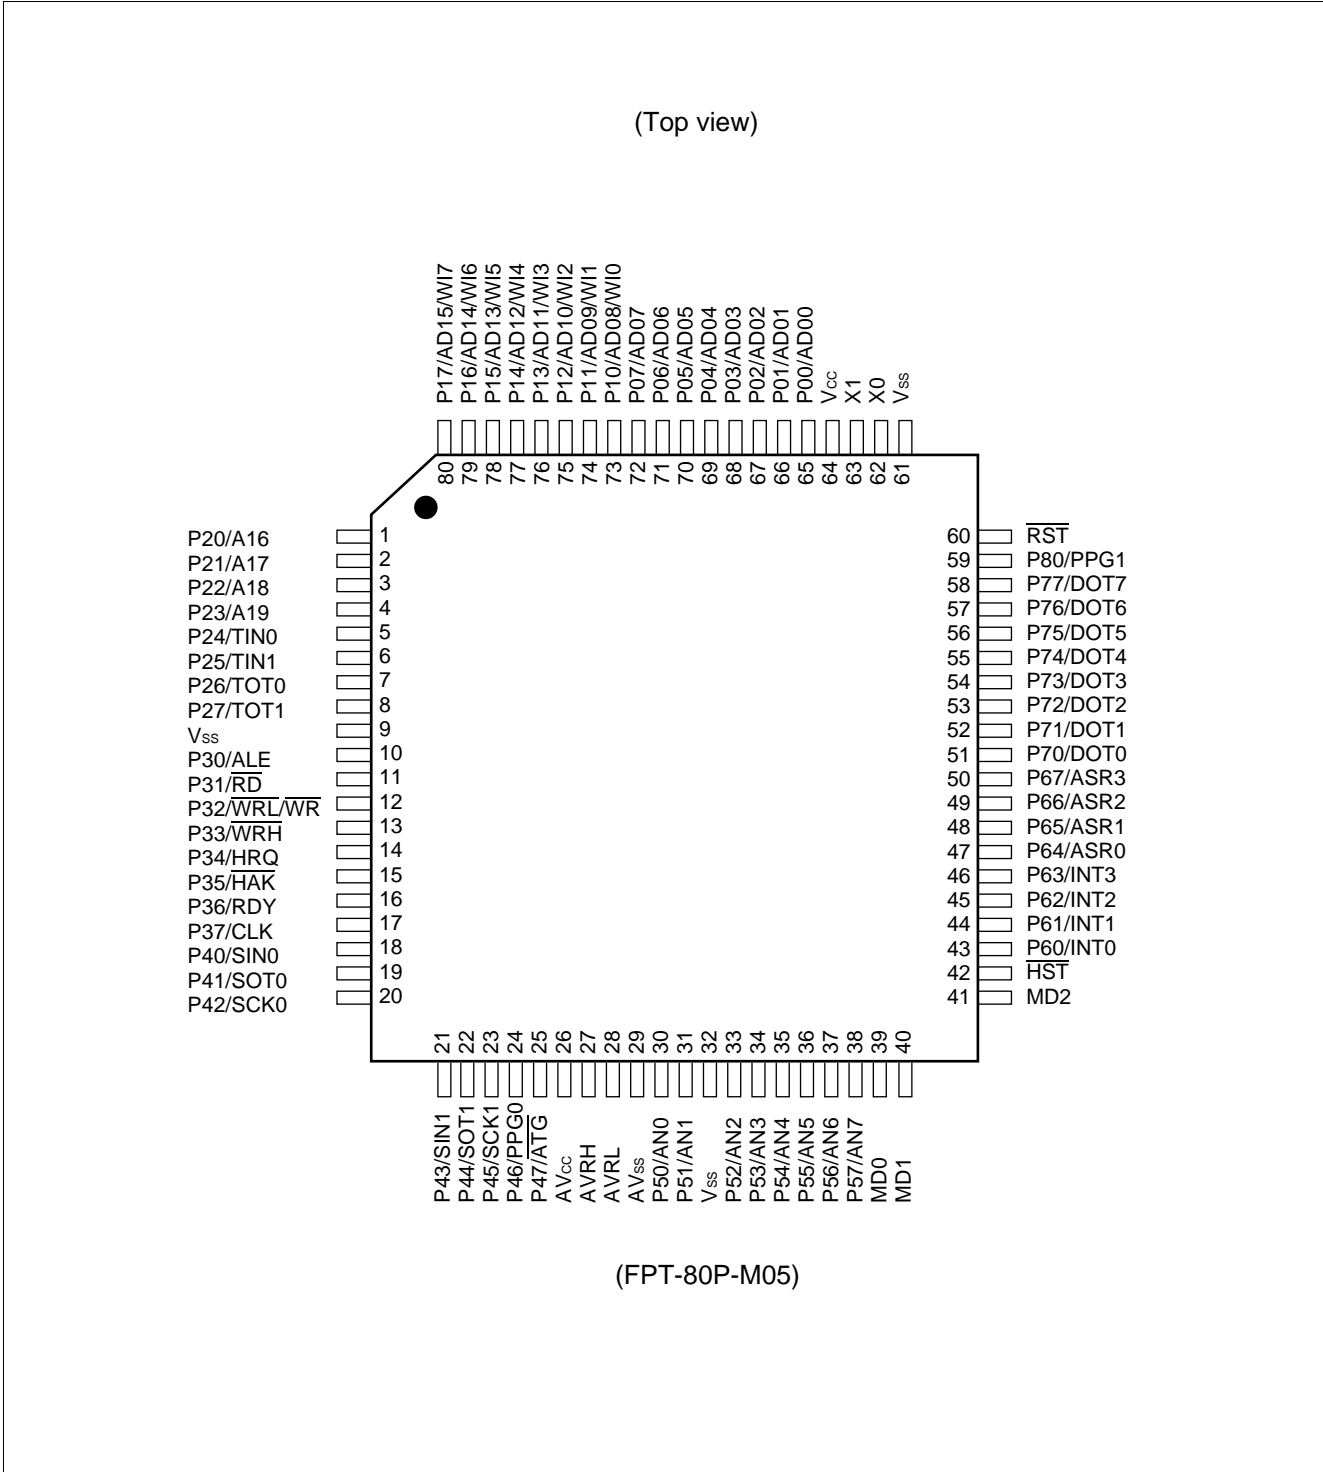 (Top view)
P17/AD15/WI7
P16/AD14/WI6
P15/AD13/WI5
P14/AD12/WI4
P13/AD11/WI3
P12/AD10/WI2
P11/AD09/WI1
P10/AD08/WI0
P07/AD07
P06/AD06
P05/AD05
P04/AD04
P03/AD03
P02/AD02
P01/AD01
P00/AD00
Vcc
X1
X0
Vss
80
79
78
77
76
75
74
73
72
71
70
69
68
67
66
65
64
63
62
61
P20/A16 1
P21/A17 2
P22/A18 3
P23/A19 4
P24/TIN0 5
P25/TIN1 6
P26/TOT0 7
P27/TOT1 8
Vss 9
P30/ALE 10
P31/R̅D̅ 11
P32/W̅R̅L̅/W̅R̅ 12
P33/W̅R̅H̅ 13
P34/HRQ 14
P35/H̅A̅K̅ 15
P36/RDY 16
P37/CLK 17
P40/SIN0 18
P41/SOT0 19
P42/SCK0 20
60 R̅S̅T̅
59 P80/PPG1
58 P77/DOT7
57 P76/DOT6
56 P75/DOT5
55 P74/DOT4
54 P73/DOT3
53 P72/DOT2
52 P71/DOT1
51 P70/DOT0
50 P67/ASR3
49 P66/ASR2
48 P65/ASR1
47 P64/ASR0
46 P63/INT3
45 P62/INT2
44 P61/INT1
43 P60/INT0
42 H̅S̅T̅
41 MD2
21
22
23
24
25
26
27
28
29
30
31
32
33
34
35
36
37
38
39
40
P43/SIN1
P44/SOT1
P45/SCK1
P46/PPG0
P47/A̅T̅G̅
AVcc
AVRH
AVRL
AVss
P50/AN0
P51/AN1
Vss
P52/AN2
P53/AN3
P54/AN4
P55/AN5
P56/AN6
P57/AN7
MD0
MD1
(FPT-80P-M05)